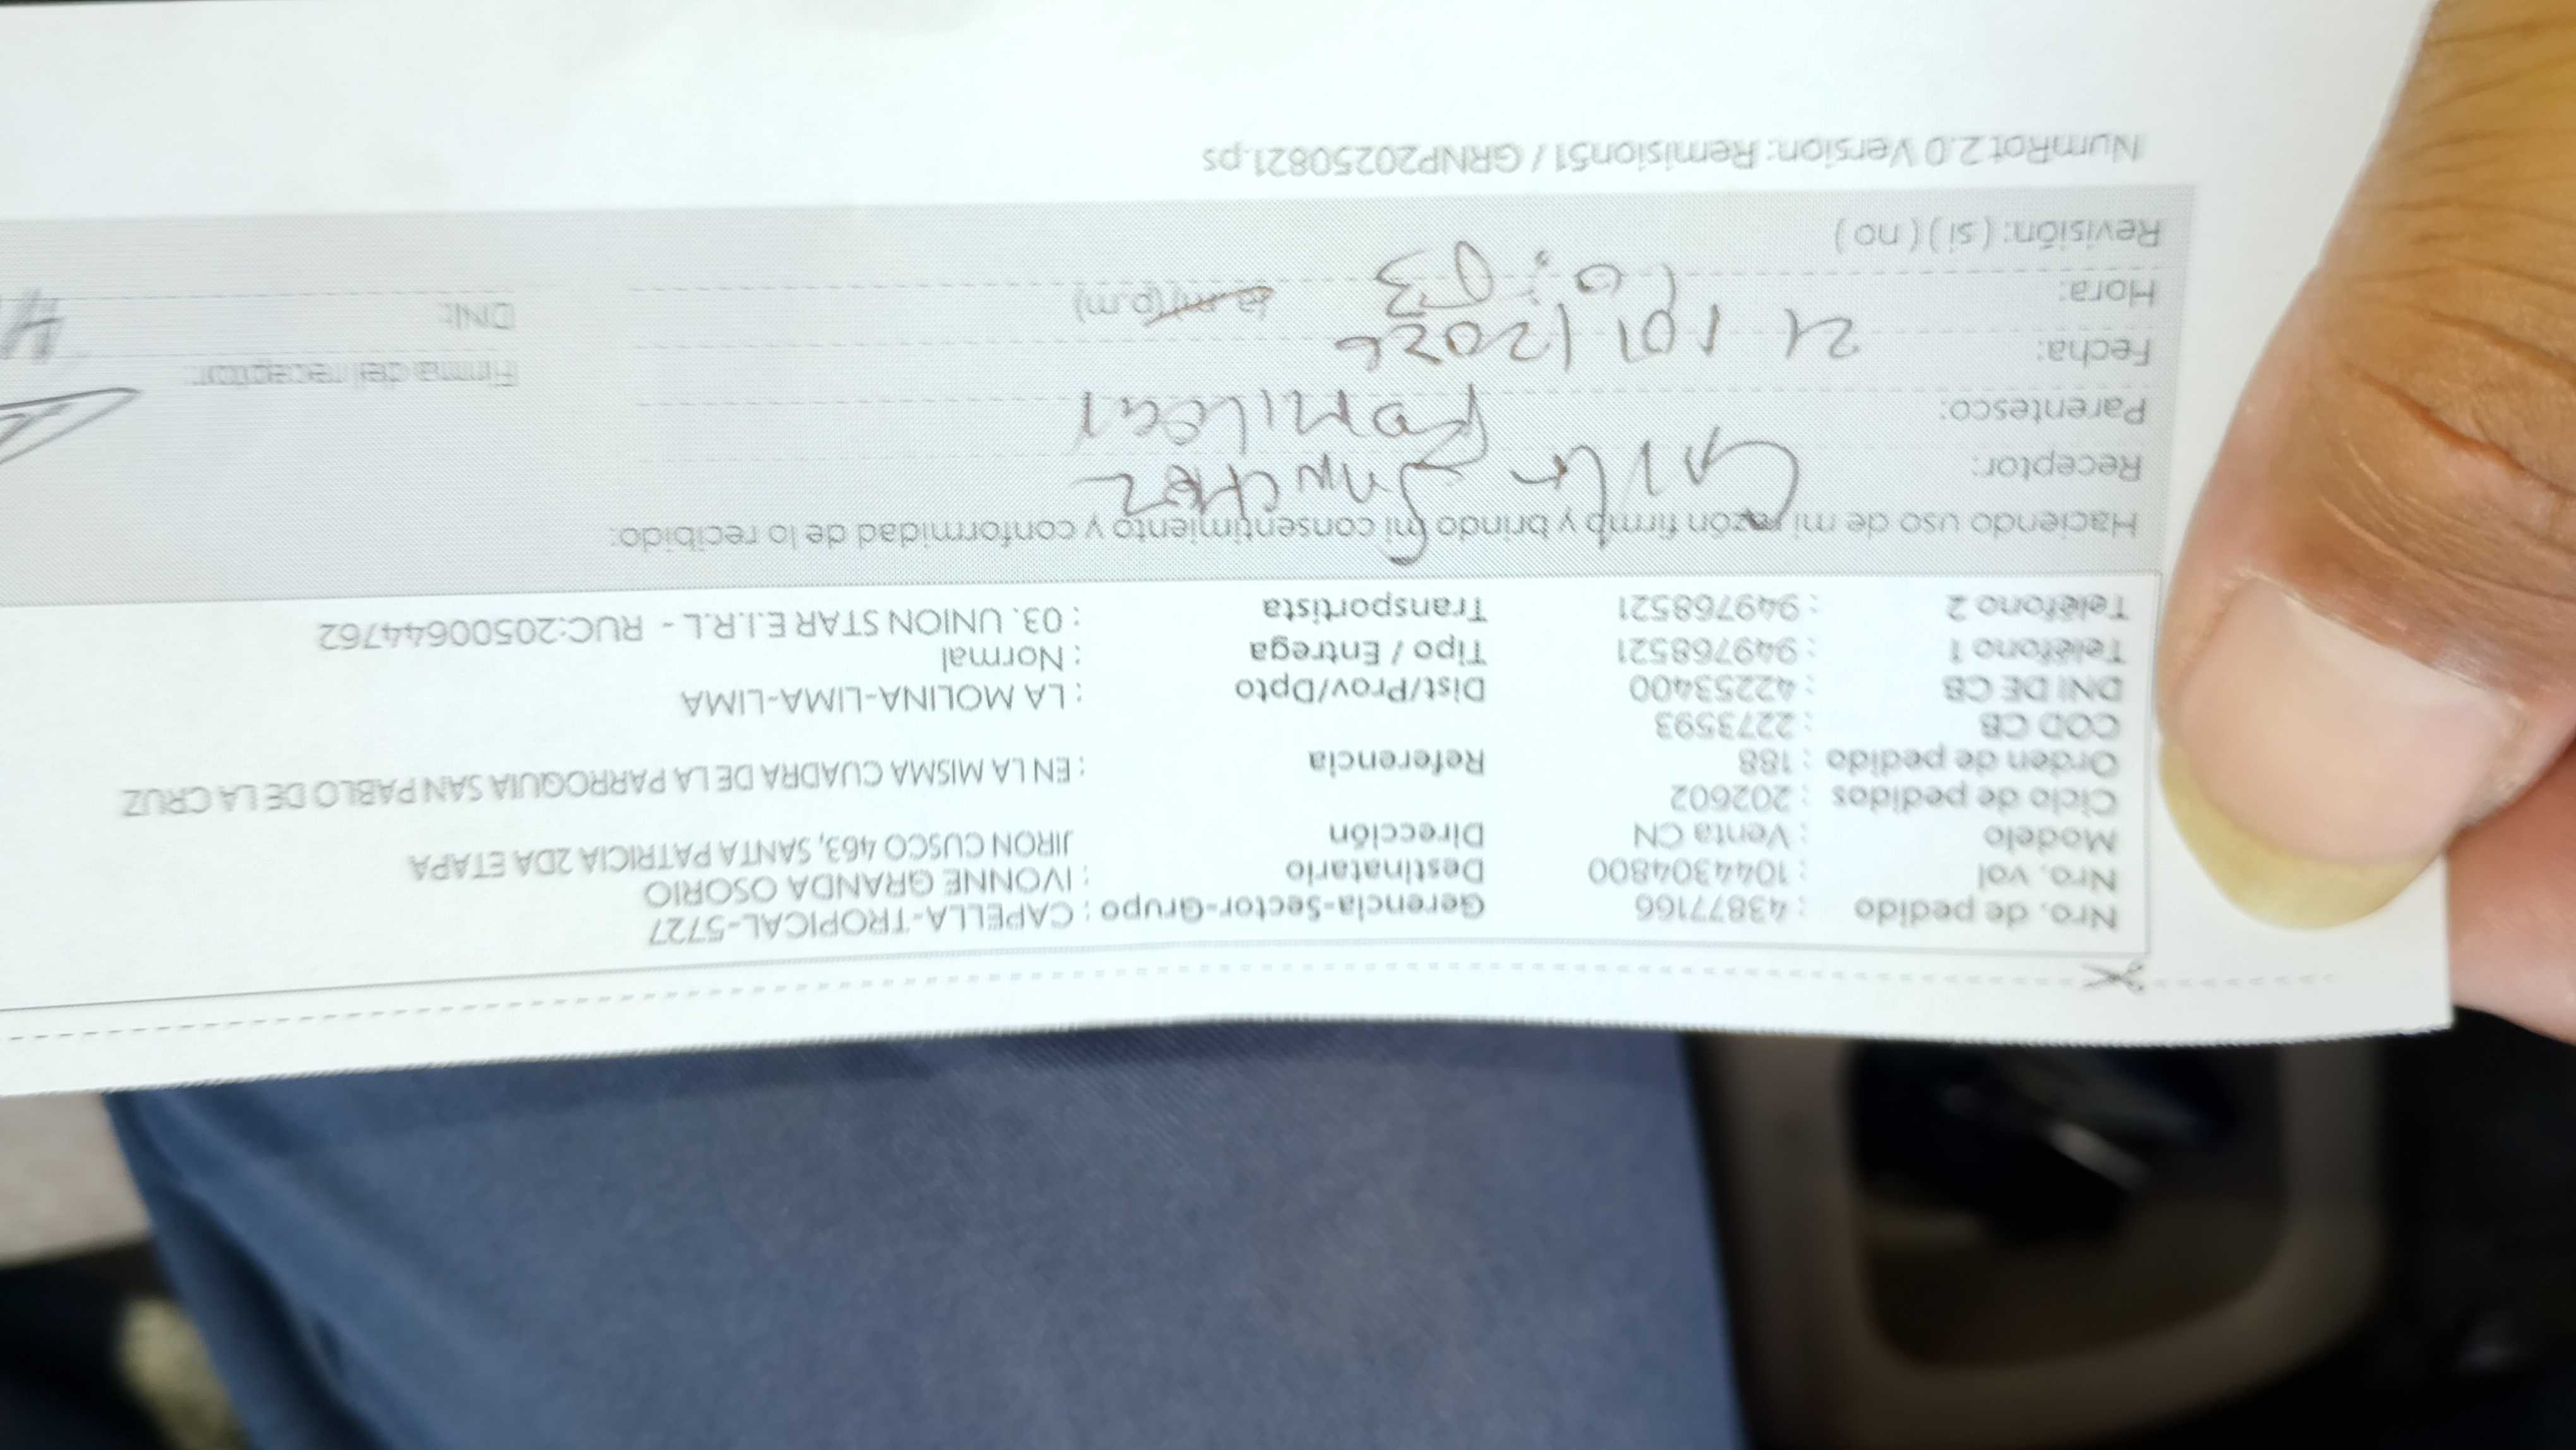 Nro. de pedido : 43877166 Gerencia-Sector-Grupo : CAPELLA-TROPICAL-5727
Nro. vol : 1044304800 Destinatario : IVONNE GRANDA OSORIO
Modelo : Venta CN Dirección JIRON CUSCO 463, SANTA PATRICIA 2DA ETAPA
Ciclo de pedidos : 202602
Orden de pedido : 188 Referencia : EN LA MISMA CUADRA DE LA PARROQUIA SAN PABLO DE LA CRUZ
COD CB : 2273593
DNI DE CB : 42253400 Dist/Prov/Dpto : LA MOLINA-LIMA-LIMA
Teléfono 1 : 949768521 Tipo / Entrega : Normal
Teléfono 2 : 949768521 Transportista : 03. UNION STAR E.I.R.L - RUC:20500644762
Haciendo uso de mi razón firmo y brindo mi consentimiento y conformidad de lo recibido:
Receptor: Sanchez
Parentesco: Familiar
Fecha: 21/01/2026 Firma del receptor:
Hora: (a.m)(p.m) DNI:
Revisión: ( si ) ( no )
NumRot 2.0 Version: Remision51 / GRNP20250821.ps